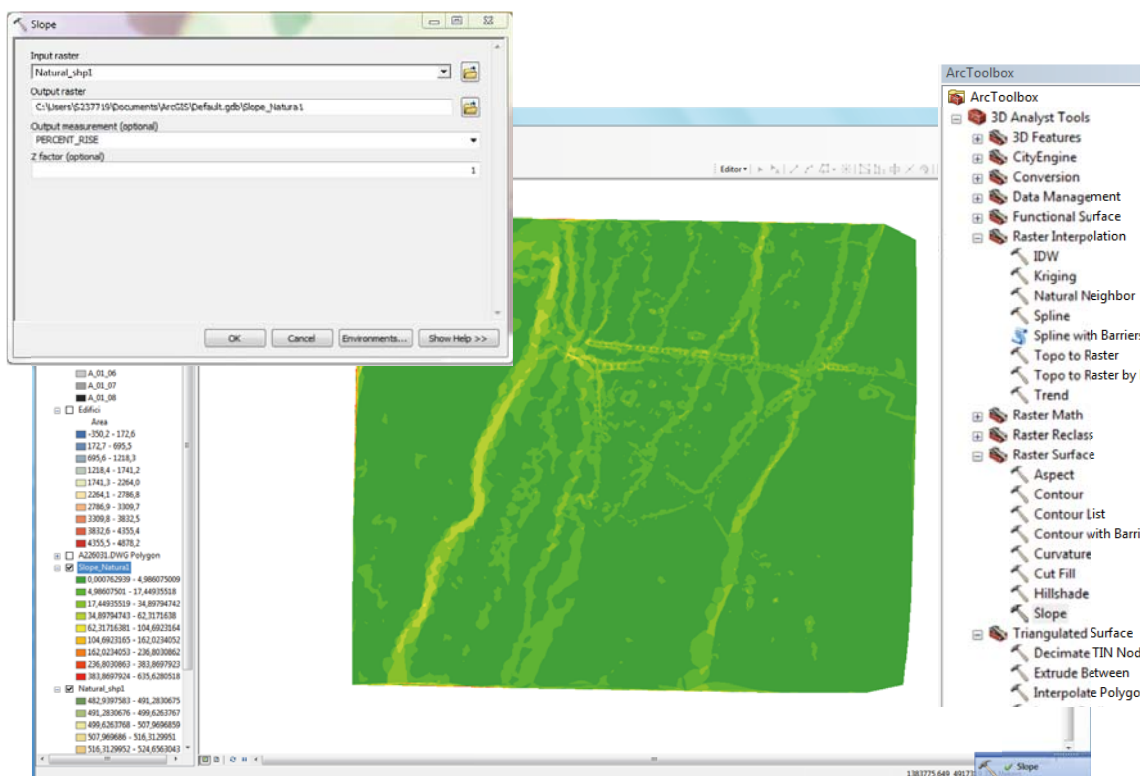 Slope
Input raster
Natural_shp1
Output raster
C:\Users\S237719\Documents\ArcGIS\Default.gdb\Slope_Natura1
Output measurement (optional)
PERCENT_RISE
Z factor (optional)
1
OK
Cancel
Environments...
Show Help >>
Editor
A_01_06
A_01_07
A_01_08
Edifici
Area
-350,2 - 172,6
172,7 - 695,5
695,6 - 1218,3
1218,4 - 1741,2
1741,3 - 2264,0
2264,1 - 2786,8
2786,9 - 3309,7
3309,8 - 3832,5
3832,6 - 4355,4
4355,5 - 4878,2
A226031.DWG Polygon
Slope_Natura1
0,000762939 - 4,986075009
4,98607501 - 17,44935518
17,44935519 - 34,89794742
34,89794743 - 62,3171638
62,31716381 - 104,6923164
104,6923165 - 162,0234052
162,0234053 - 236,8030862
236,8030863 - 383,8697923
383,8697924 - 635,6280518
Natural_shp1
482,9397583 - 491,2830675
491,2830676 - 499,6263767
499,6263768 - 507,9696859
507,969686 - 516,3129951
516,3129952 - 524,6563043
ArcToolbox
ArcToolbox
3D Analyst Tools
3D Features
CityEngine
Conversion
Data Management
Functional Surface
Raster Interpolation
IDW
Kriging
Natural Neighbor
Spline
Spline with Barriers
Topo to Raster
Topo to Raster by
Trend
Raster Math
Raster Reclass
Raster Surface
Aspect
Contour
Contour List
Contour with Barri
Curvature
Cut Fill
Hillshade
Slope
Triangulated Surface
Decimate TIN Nod
Extrude Between
Interpolate Polygo
1383775,649 49173
Slope